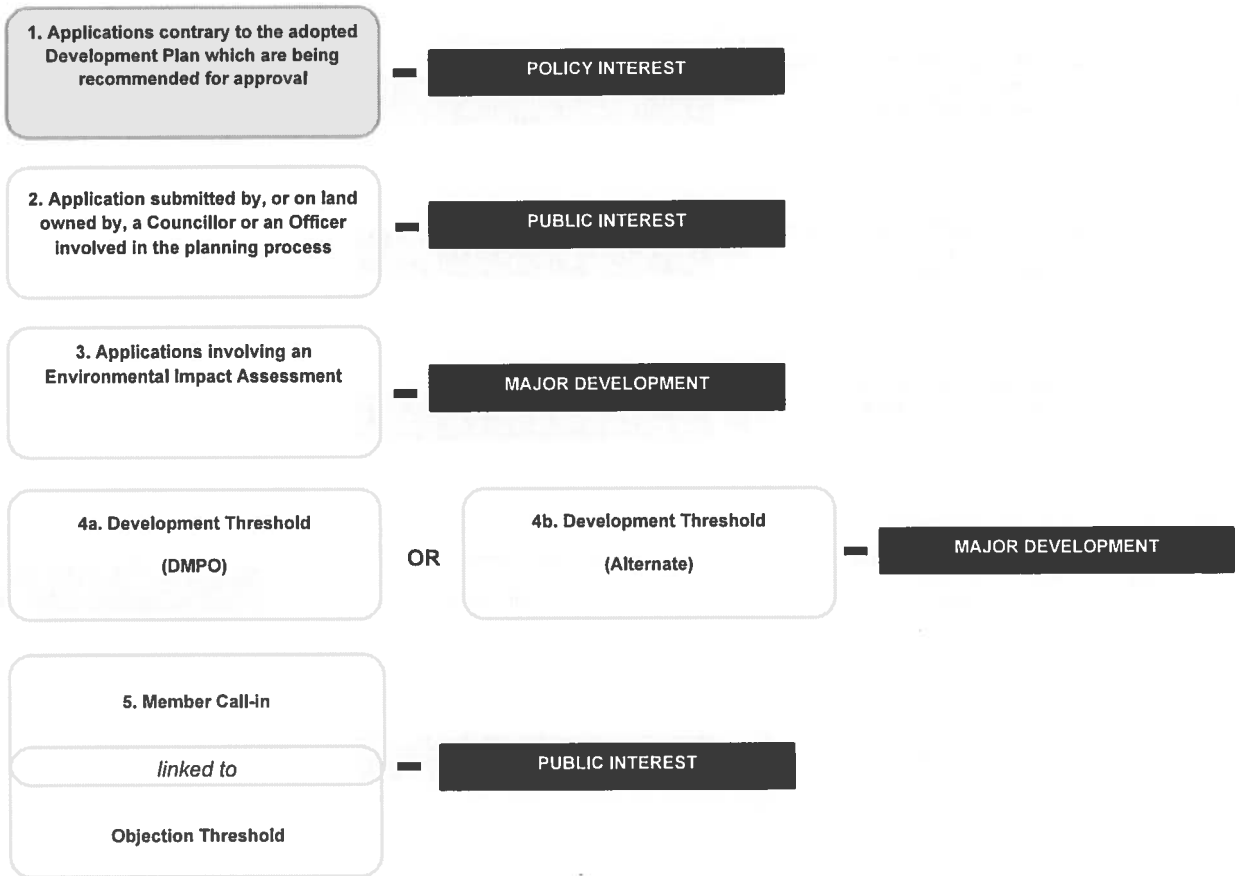 1. Applications contrary to the adopted
Development Plan which are being
recommended for approval
POLICY INTEREST
2. Application submitted by, or on land
owned by, a Councillor or an Officer
involved in the planning process
PUBLIC INTEREST
3. Applications involving an
Environmental Impact Assessment
MAJOR DEVELOPMENT
4a. Development Threshold
(DMPO)
OR
4b. Development Threshold
(Alternate)
MAJOR DEVELOPMENT
5. Member Call-in
linked to
Objection Threshold
PUBLIC INTEREST